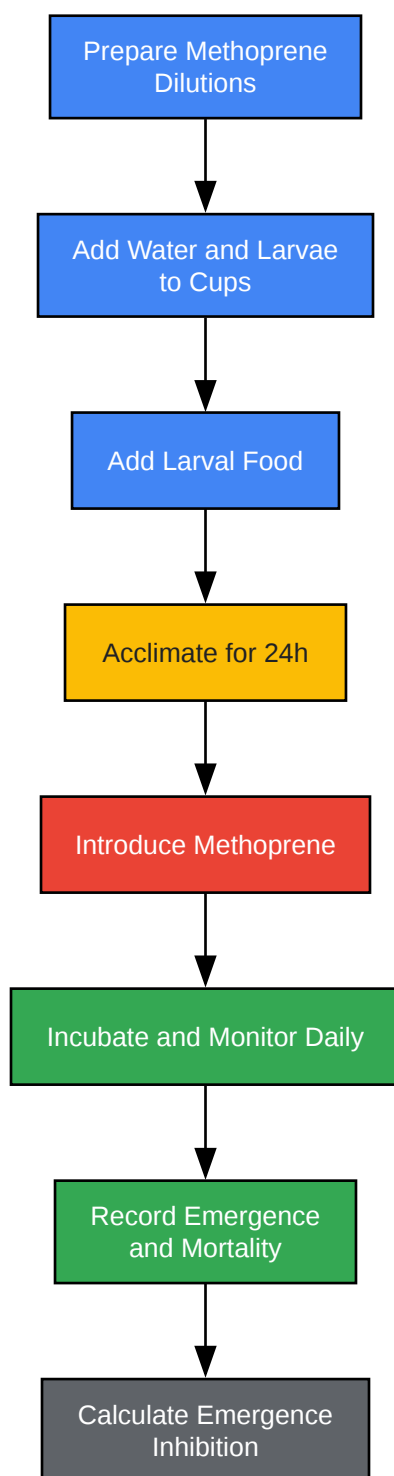 Prepare Methoprene
Dilutions
Add Water and Larvae
to Cups
Add Larval Food
Acclimate for 24h
Introduce Methoprene
Incubate and Monitor Daily
Record Emergence
and Mortality
Calculate Emergence
Inhibition